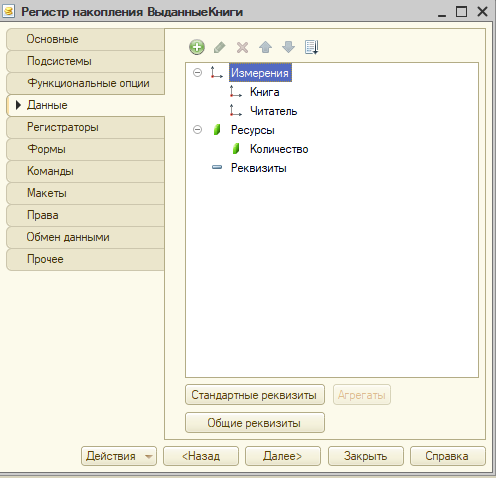 Регистр накопления ВыданныеКниги
Основные
Подсистемы
Функциональные опции
Данные
Регистраторы
Формы
Команды
Макеты
Права
Обмен данными
Прочее
Измерения
Книга
Читатель
Ресурсы
Количество
Реквизиты
Стандартные реквизиты
Агрегаты
Общие реквизиты
Действия
<Назад
Далее>
Закрыть
Справка